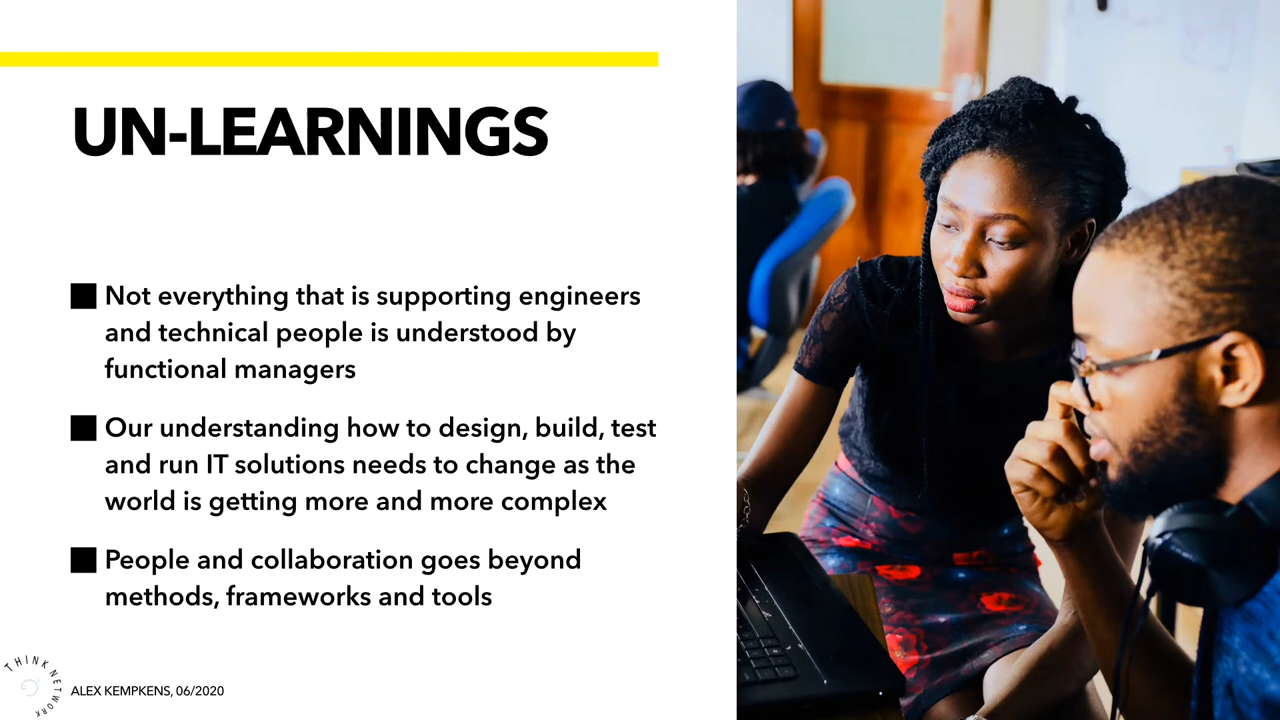 UN-LEARNINGS
Not everything that is supporting engineers
and technical people is understood by
functional managers
Our understanding how to design, build, test
and run IT solutions needs to change as the
world is getting more and more complex
People and collaboration goes beyond
methods, frameworks and tools
THINK NETWORK
ALEX KEMPKENS, 06/2020